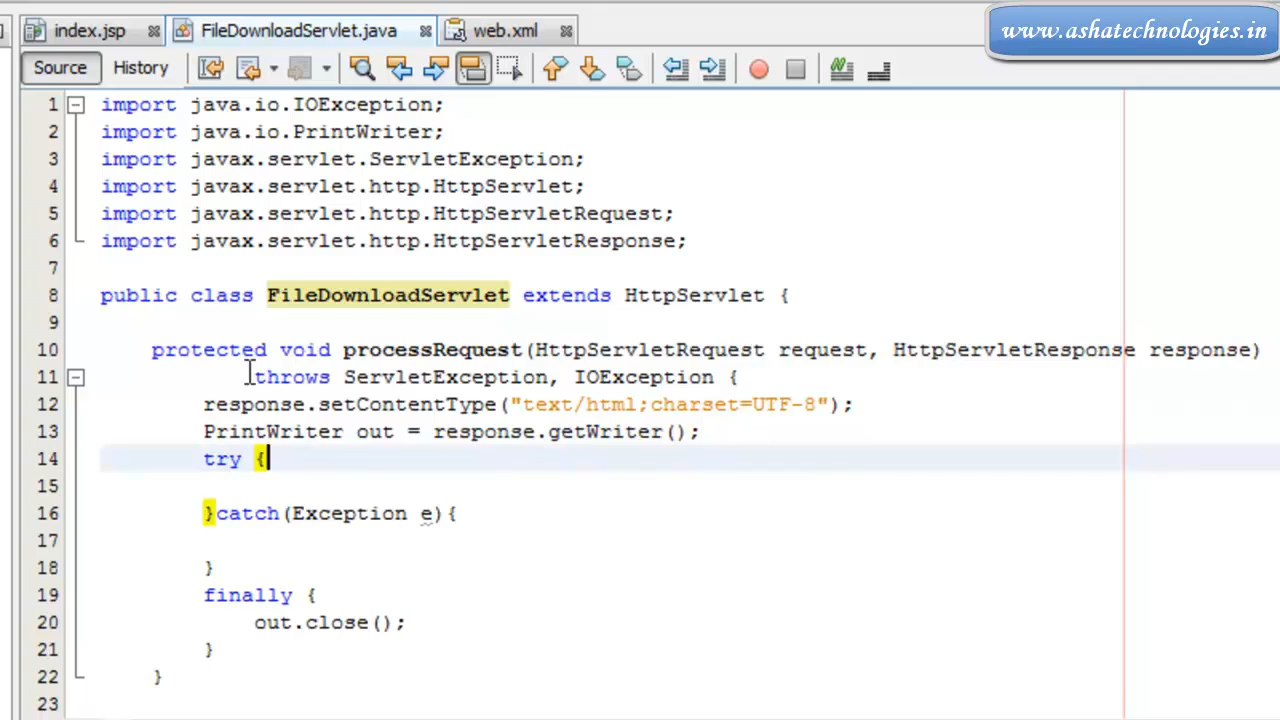 index.jsp
FileDownloadServlet.java
web.xml
www.ashatechnologies.in
Source
History
1 import java.io.IOException;
2 import java.io.PrintWriter;
3 import javax.servlet.ServletException;
4 import javax.servlet.http.HttpServlet;
5 import javax.servlet.http.HttpServletRequest;
6 import javax.servlet.http.HttpServletResponse;
7
8 public class FileDownloadServlet extends HttpServlet {
9
10 protected void processRequest(HttpServletRequest request, HttpServletResponse response)
11 throws ServletException, IOException {
12 response.setContentType("text/html;charset=UTF-8");
13 PrintWriter out = response.getWriter();
14 try {
15
16 }catch(Exception e){
17
18 }
19 finally {
20 out.close();
21 }
22 }
23